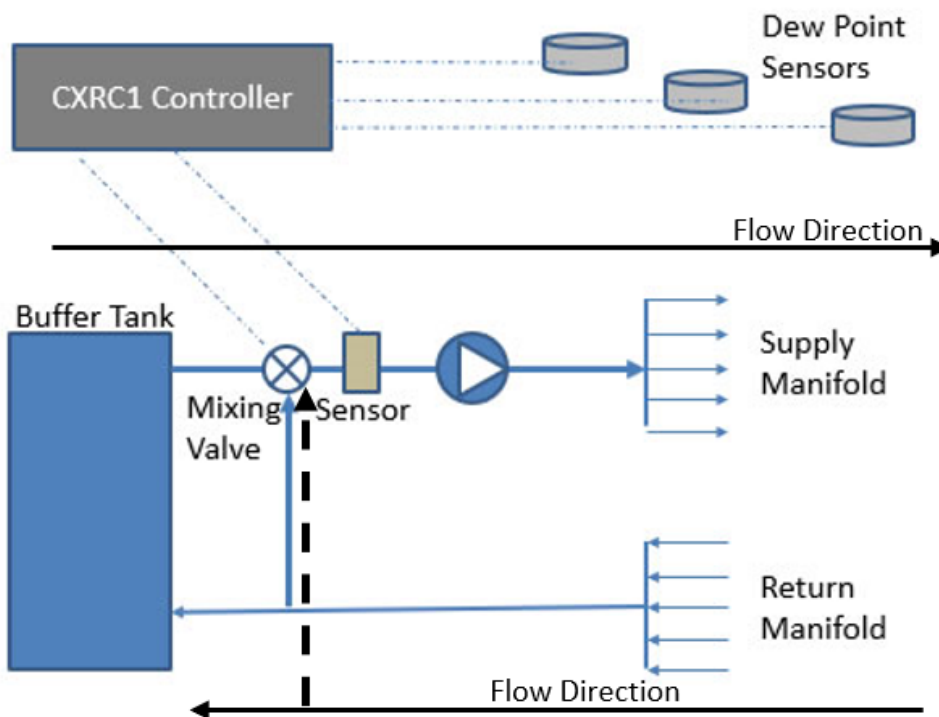 Dew Point
Sensors
CXRC1 Controller
Flow Direction
Buffer Tank
Mixing
Valve
Sensor
Supply
Manifold
Return
Manifold
Flow Direction